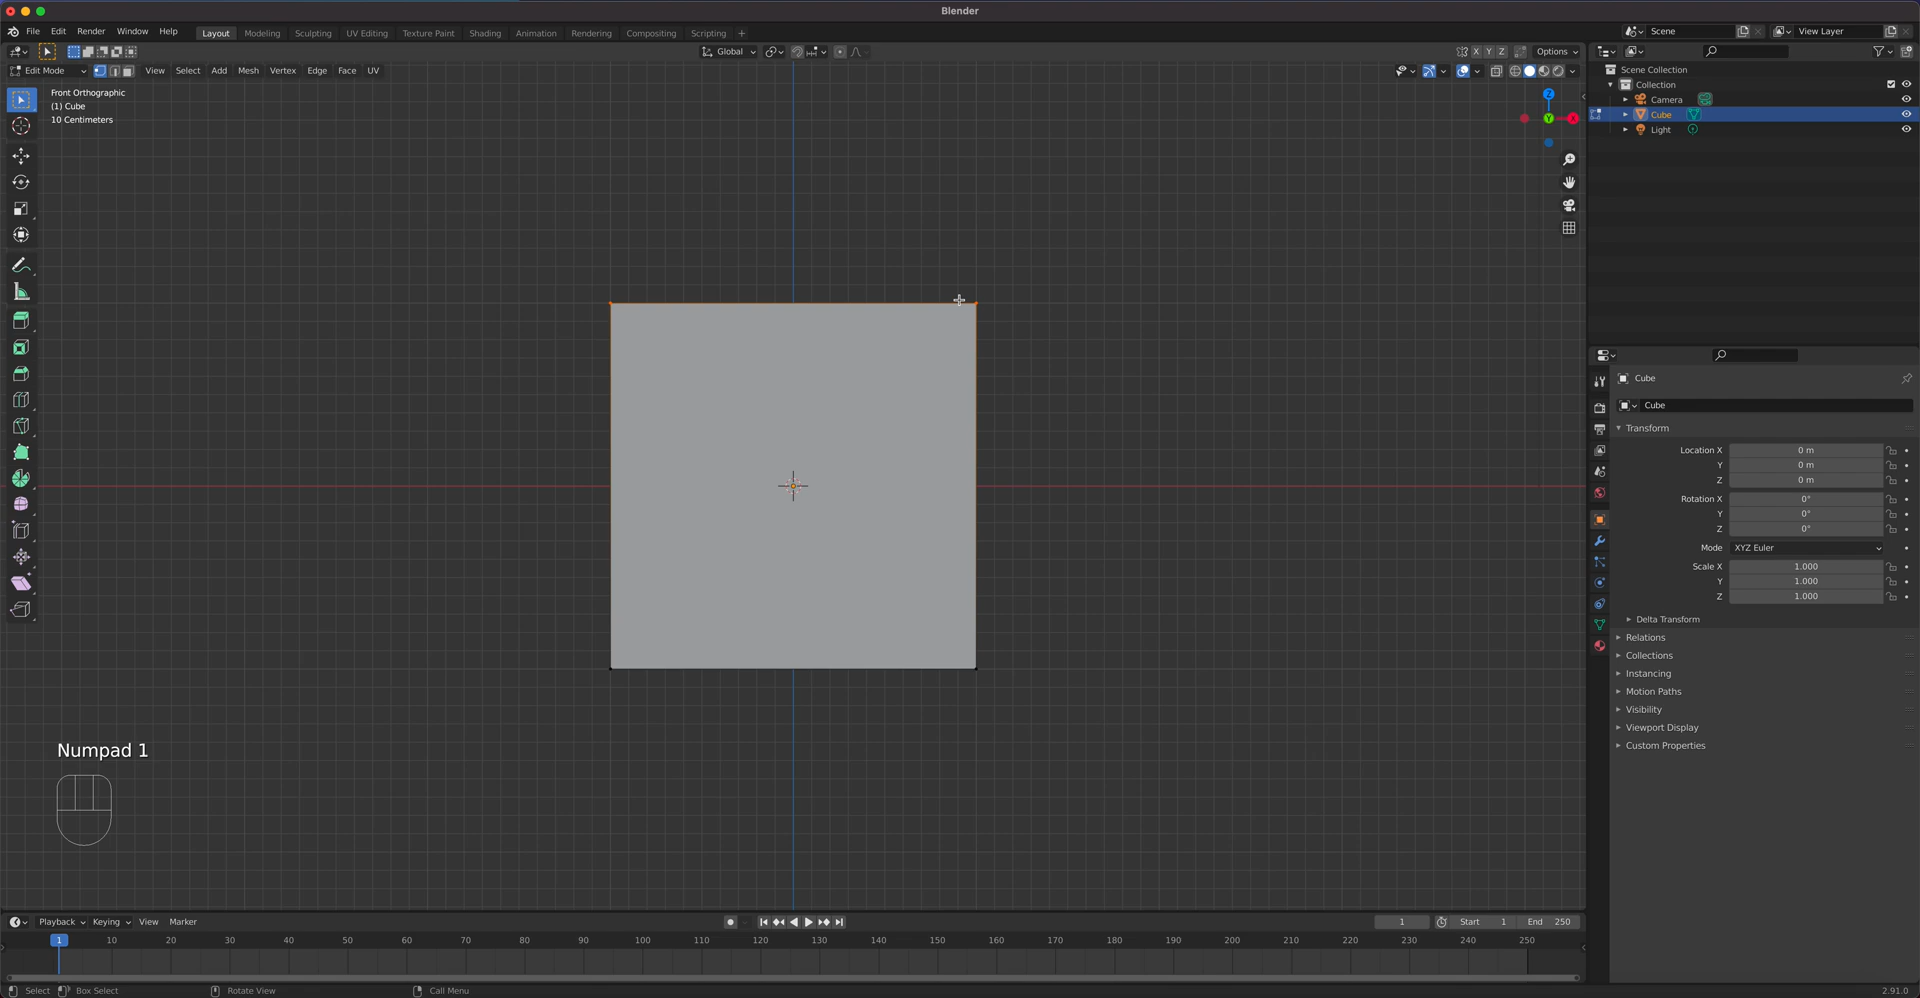 Blender
File Edit Render Window Help Layout Modeling Sculpting UV Editing Texture Paint Shading Animation Rendering Compositing Scripting +
Scene View Layer
Global X Y Z Options
Edit Mode View Select Add Mesh Vertex Edge Face UV
Front Orthographic
(1) Cube
10 Centimeters
Z
Y
X
Scene Collection
Collection
Camera
Cube
Light
Cube
Cube
Transform
Location X 0 m
Y 0 m
Z 0 m
Rotation X 0°
Y 0°
Z 0°
Mode XYZ Euler
Scale X 1.000
Y 1.000
Z 1.000
Delta Transform
Relations
Collections
Instancing
Motion Paths
Visibility
Viewport Display
Custom Properties
Numpad 1
Playback Keying View Marker 1 Start 1 End 250
1 10 20 30 40 50 60 70 80 90 100 110 120 130 140 150 160 170 180 190 200 210 220 230 240 250
Select Box Select Rotate View Call Menu 2.91.0